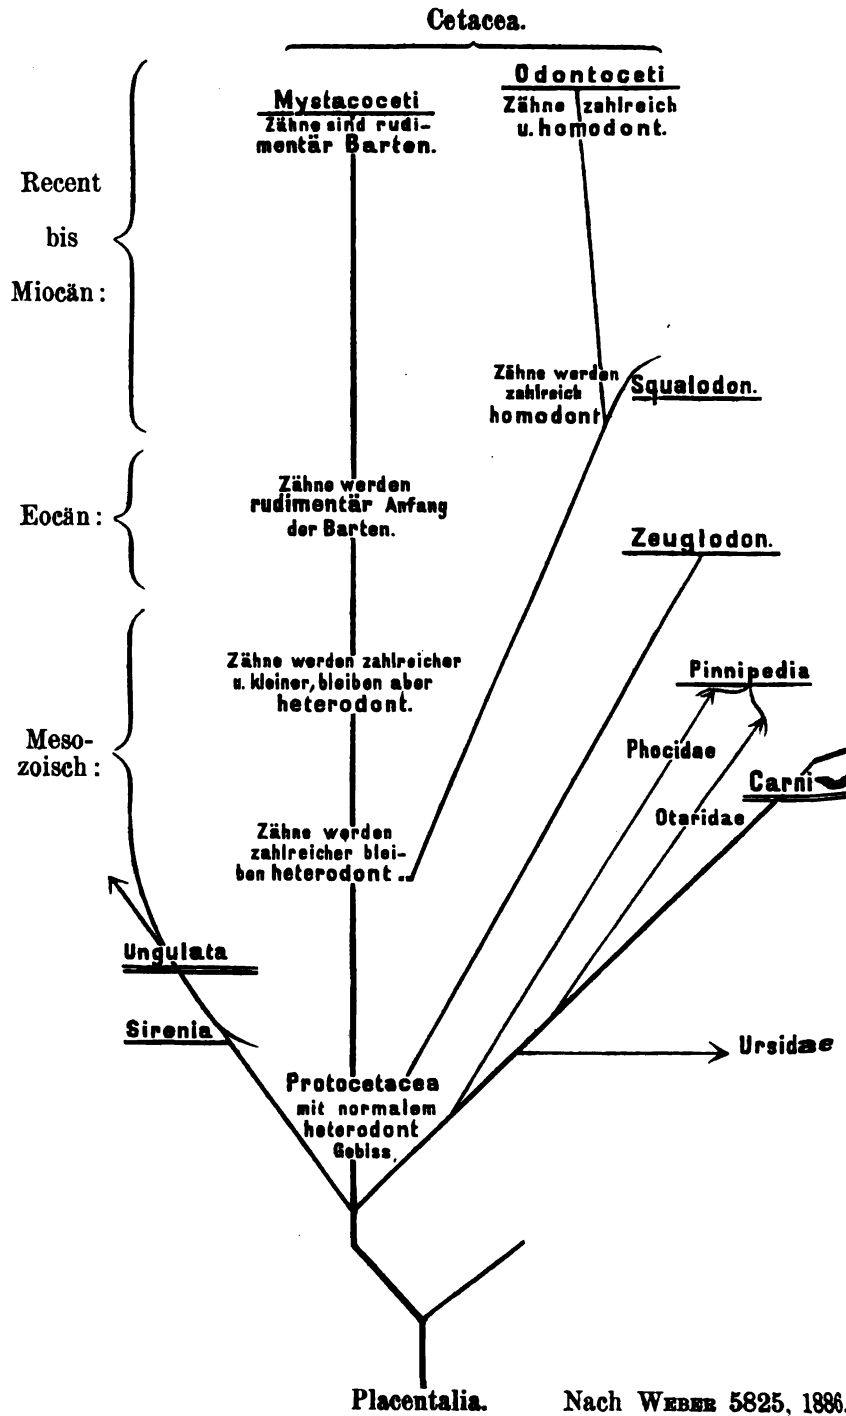 Cetacea.
Odontoceti
Zähne zahlreich
u. homodont.
Mystacoceti
Zähne sind rudi-
mentär Barten.
Recent
bis
Miocän:
Zähne werden
zahlreich
homodont
Squalodon.
Eocän:
Zähne werden
rudimentär Anfang
der Barten.
Zeuglodon.
Zähne werden zahlreicher
u. kleiner, bleiben aber
heterodont.
Pinnipedia
Meso-
zoisch:
Phocidae
Carni
Otaridae
Zähne werden
zahlreicher blei-
ben heterodont ..
Ungulata
Sirenia
Ursidae
Protocetacea
mit normalem
heterodont
Gebiss.
Placentalia.
Nach WEBER 5825, 1886.